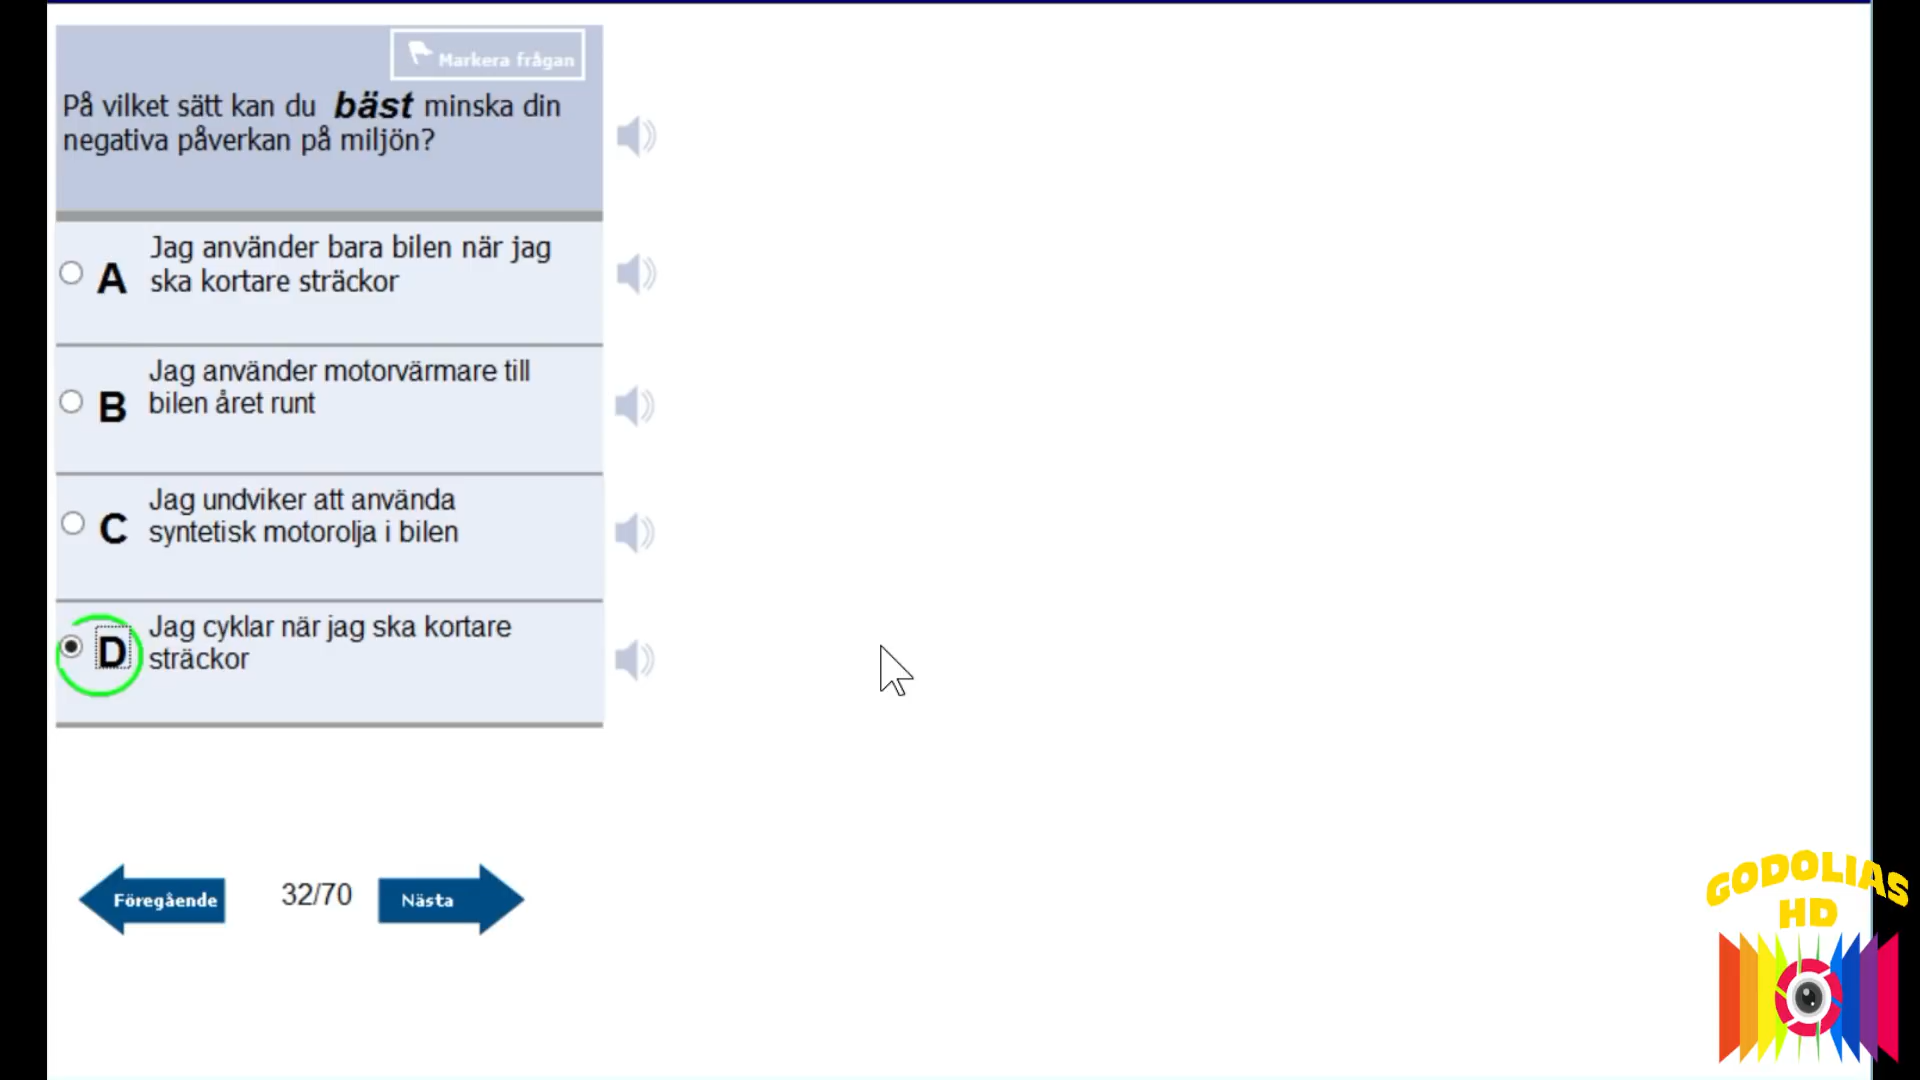 Markera frågan
På vilket sätt kan du bäst minska din
negativa påverkan på miljön?
A
Jag använder bara bilen när jag
ska kortare sträckor
B
Jag använder motorvärmare till
bilen året runt
C
Jag undviker att använda
syntetisk motorolja i bilen
D
Jag cyklar när jag ska kortare
sträckor
Föregående
32/70
Nästa
GODOLIAS
HD